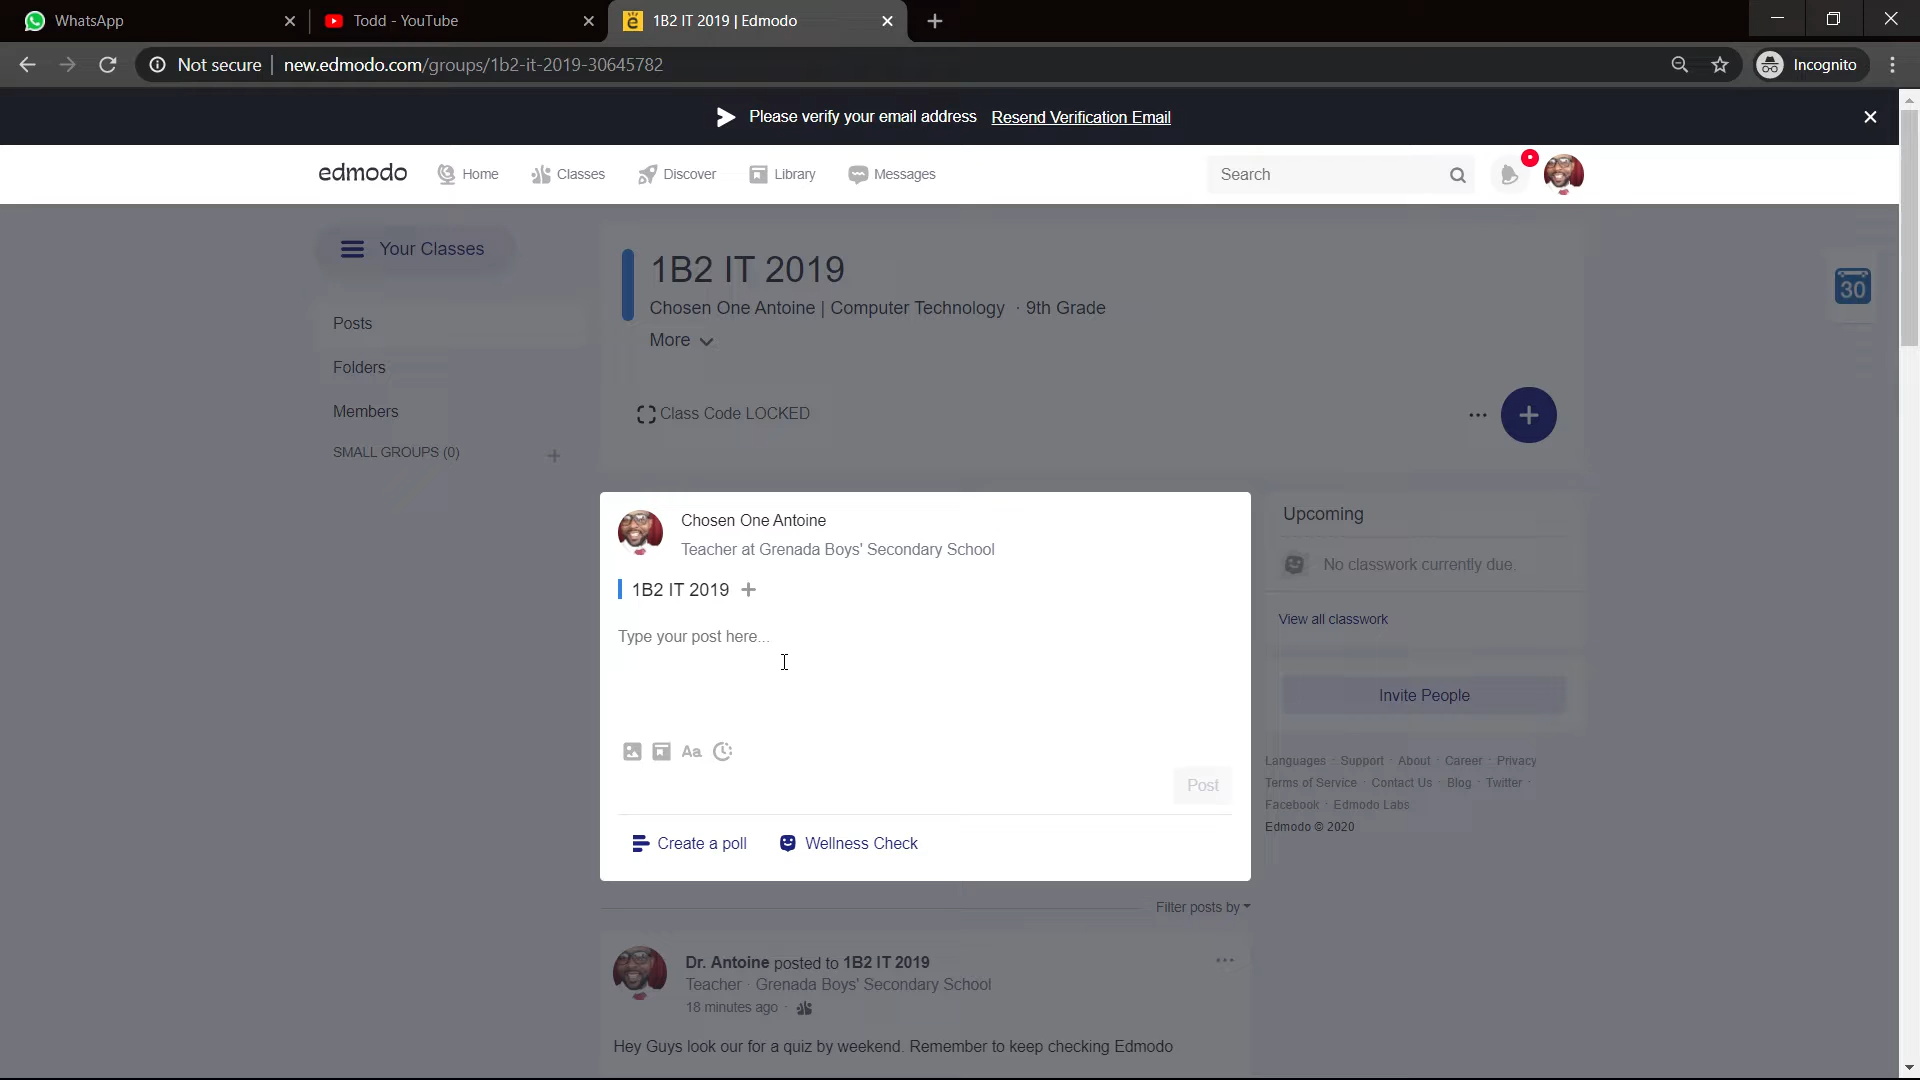 WhatsApp
Todd - YouTube
1B2 IT 2019 | Edmodo
Not secure | new.edmodo.com/groups/1b2-it-2019-30645782
Incognito
Please verify your email address Resend Verification Email
edmodo
Home
Classes
Discover
Library
Messages
Search
Your Classes
Posts
Folders
Members
SMALL GROUPS (0)
1B2 IT 2019
Chosen One Antoine | Computer Technology · 9th Grade
More
Class Code LOCKED
30
Chosen One Antoine
Teacher at Grenada Boys' Secondary School
1B2 IT 2019
Type your post here...
Aa
Post
Create a poll
Wellness Check
Upcoming
No classwork currently due.
View all classwork
Invite People
Languages · Support · About · Career · Privacy
Terms of Service · Contact Us · Blog · Twitter ·
Facebook · Edmodo Labs
Edmodo © 2020
Filter posts by
Dr. Antoine posted to 1B2 IT 2019
Teacher · Grenada Boys' Secondary School
18 minutes ago ·
Hey Guys look our for a quiz by weekend. Remember to keep checking Edmodo